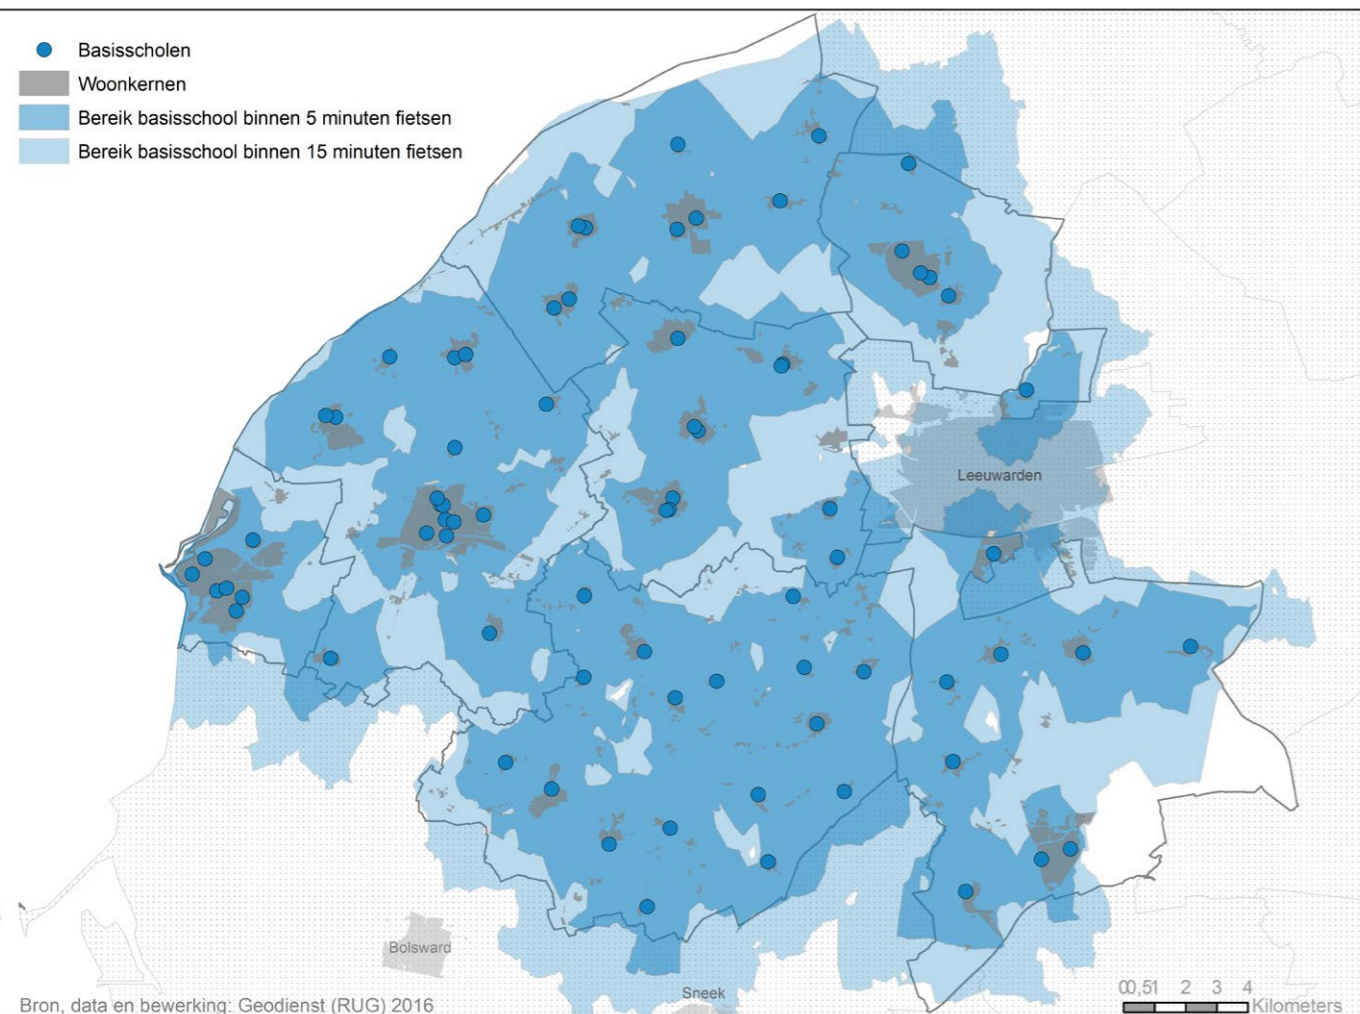 Basisscholen
Woonkernen
Bereik basisschool binnen 5 minuten fietsen
Bereik basisschool binnen 15 minuten fietsen
Leeuwarden
Bolsward
Sneek
00,51 2 3 4
Kilometers
Bron, data en bewerking: Geodienst (RUG) 2016